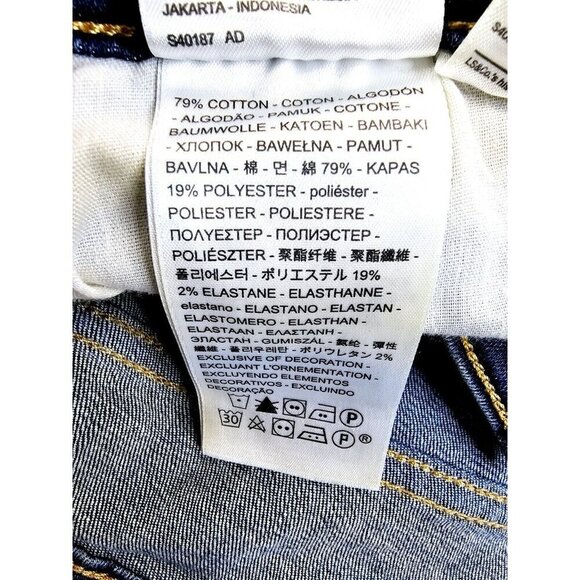 JAKARTA - INDONESIA
S40187 AD
79% COTTON - COTON - ALGODÓN
- ALGODÃO - PAMUK - COTONE -
BAUMWOLLE - KATOEN - BAMBAKI
- ХЛОПОК - BAWEŁNA - PAMUT -
BAVLNA - 棉 - 면 - 綿 79% - KAPAS
19% POLYESTER - poliéster -
POLIESTER - POLIESTERE -
ΠΟΛΥΕΣΤΕΡ - ПОЛИЭСТЕР -
POLIÉSZTER - 聚酯纤维 - 聚酯纖維 -
폴리에스터 - ポリエステル 19%
2% ELASTANE - ELASTHANNE -
elastano - ELASTANO - ELASTAN -
ELASTOMERO - ELASTHAN -
ELASTAAN - ΕΛΑΣΤΑΝΗ -
ЭЛАСТАН - GUMISZÁL - 氨纶 - 彈性
纖維 - 폴리우레탄 - ポリウレタン 2%
EXCLUSIVE OF DECORATION -
EXCLUANT L'ORNEMENTATION -
EXCLUYENDO ELEMENTOS
DECORATIVOS - EXCLUINDO
DECORAÇÃO
P
30 P ®
LS&Co.'s